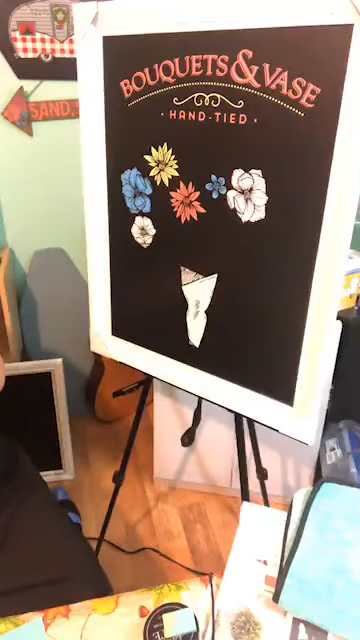 SAND,
BOUQUETS & VASE
• HAND-TIED •